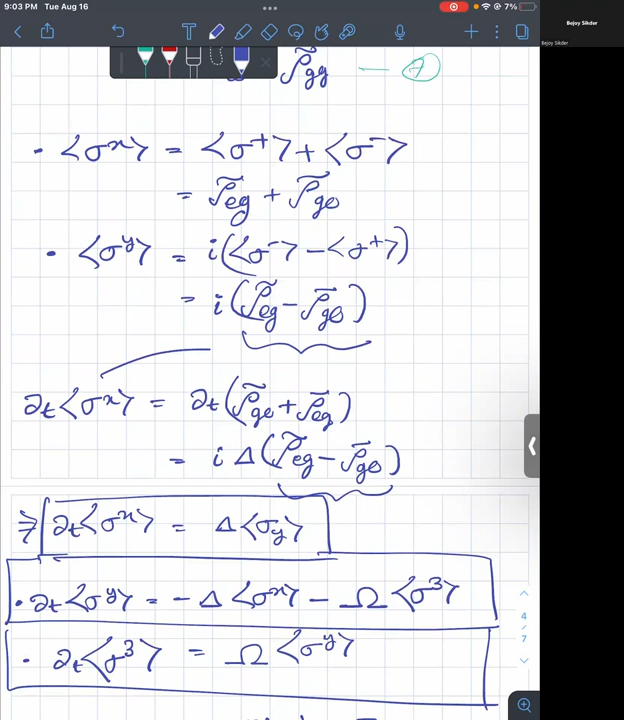 9:03 PM Tue Aug 16
7%
Bejoy Sikder
Bejoy Sikder
ρ̃gg — ⑦
· <σˣ> = <σ⁺> + <σ⁻>
= ρ̃eg + ρ̃ge
· <σʸ> = i(<σ⁻> - <σ⁺>)
= i(ρ̃eg - ρ̃ge)
∂t<σˣ> = ∂t(ρ̃ge + ρ̃eg)
= i Δ(ρ̃eg - ρ̃ge)
⇒ ∂t<σˣ> = Δ<σy>
· ∂t<σʸ> = - Δ<σˣ> - Ω<σ³>
· ∂t<σ³> = Ω<σʸ>
4
7